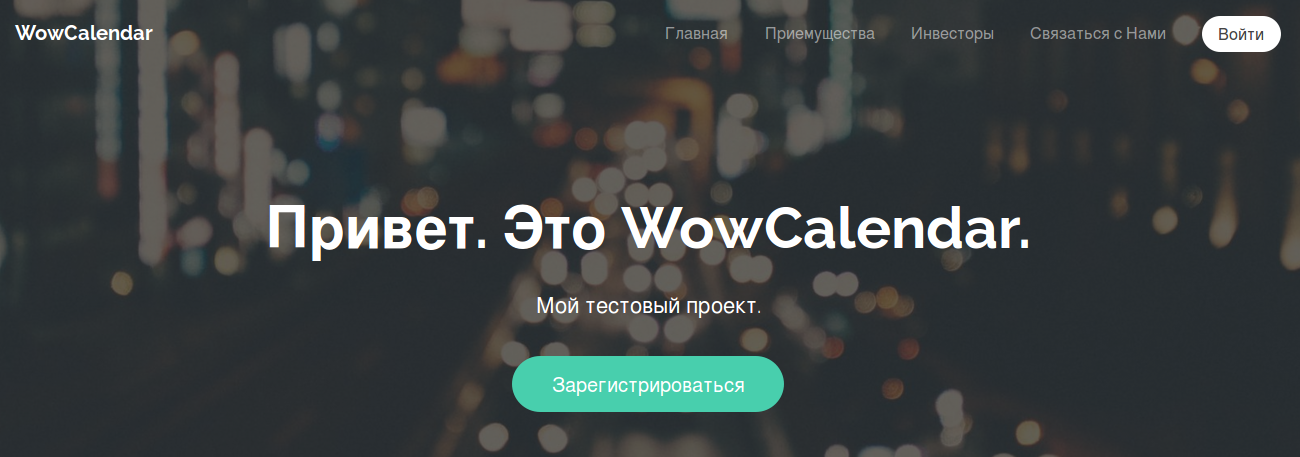 WowCalendar Главная Приемущества Инвесторы Связаться с Нами Войти
Привет. Это WowCalendar.
Мой тестовый проект.
Зарегистрироваться